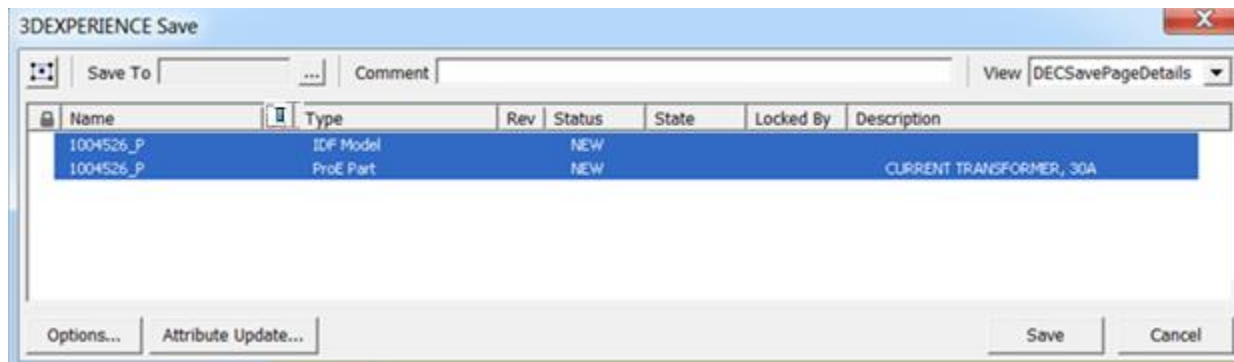 3DEXPERIENCE Save
Save To ... Comment View DECSavePageDetails
Name Type Rev Status State Locked By Description
1004526_P IDF Model NEW
1004526_P ProE Part NEW CURRENT TRANSFORMER, 30A
Options... Attribute Update... Save Cancel